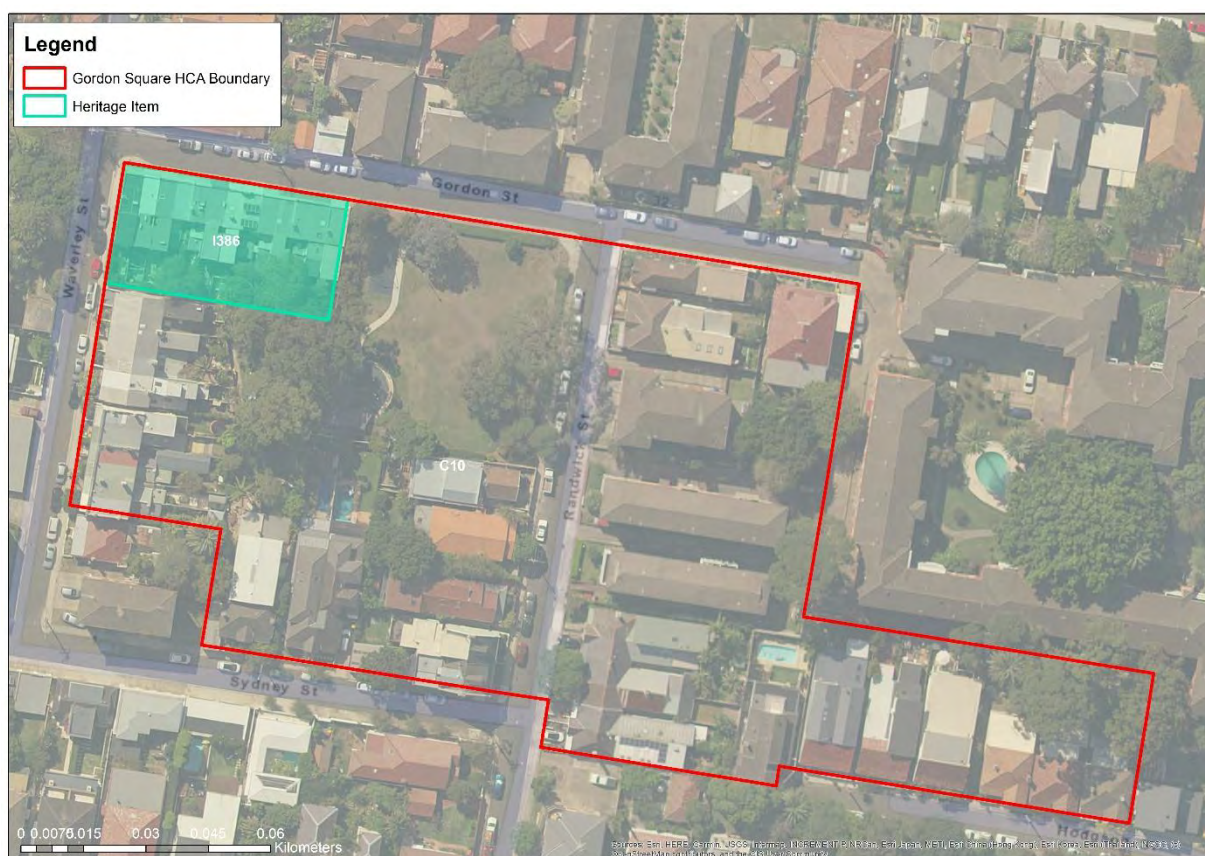 Legend
Gordon Square HCA Boundary
Heritage Item
Gordon St
Waverley St
I386
C10
Randwick St
Sydney St
0 0.0075 0.015 0.03 0.045 0.06
Kilometers